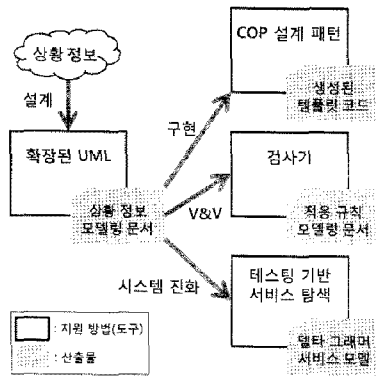 상황 정보
설계
확장된 UML
상황 정보
모델링 문서
구현
V&V
시스템 진화
COP 설계 패턴
생성된
템플릿 코드
검사기
적응 규칙
모델링 문서
테스팅 기반
서비스 탐색
델타 그래머
서비스 모델
: 지원 방법(도구)
: 산출물